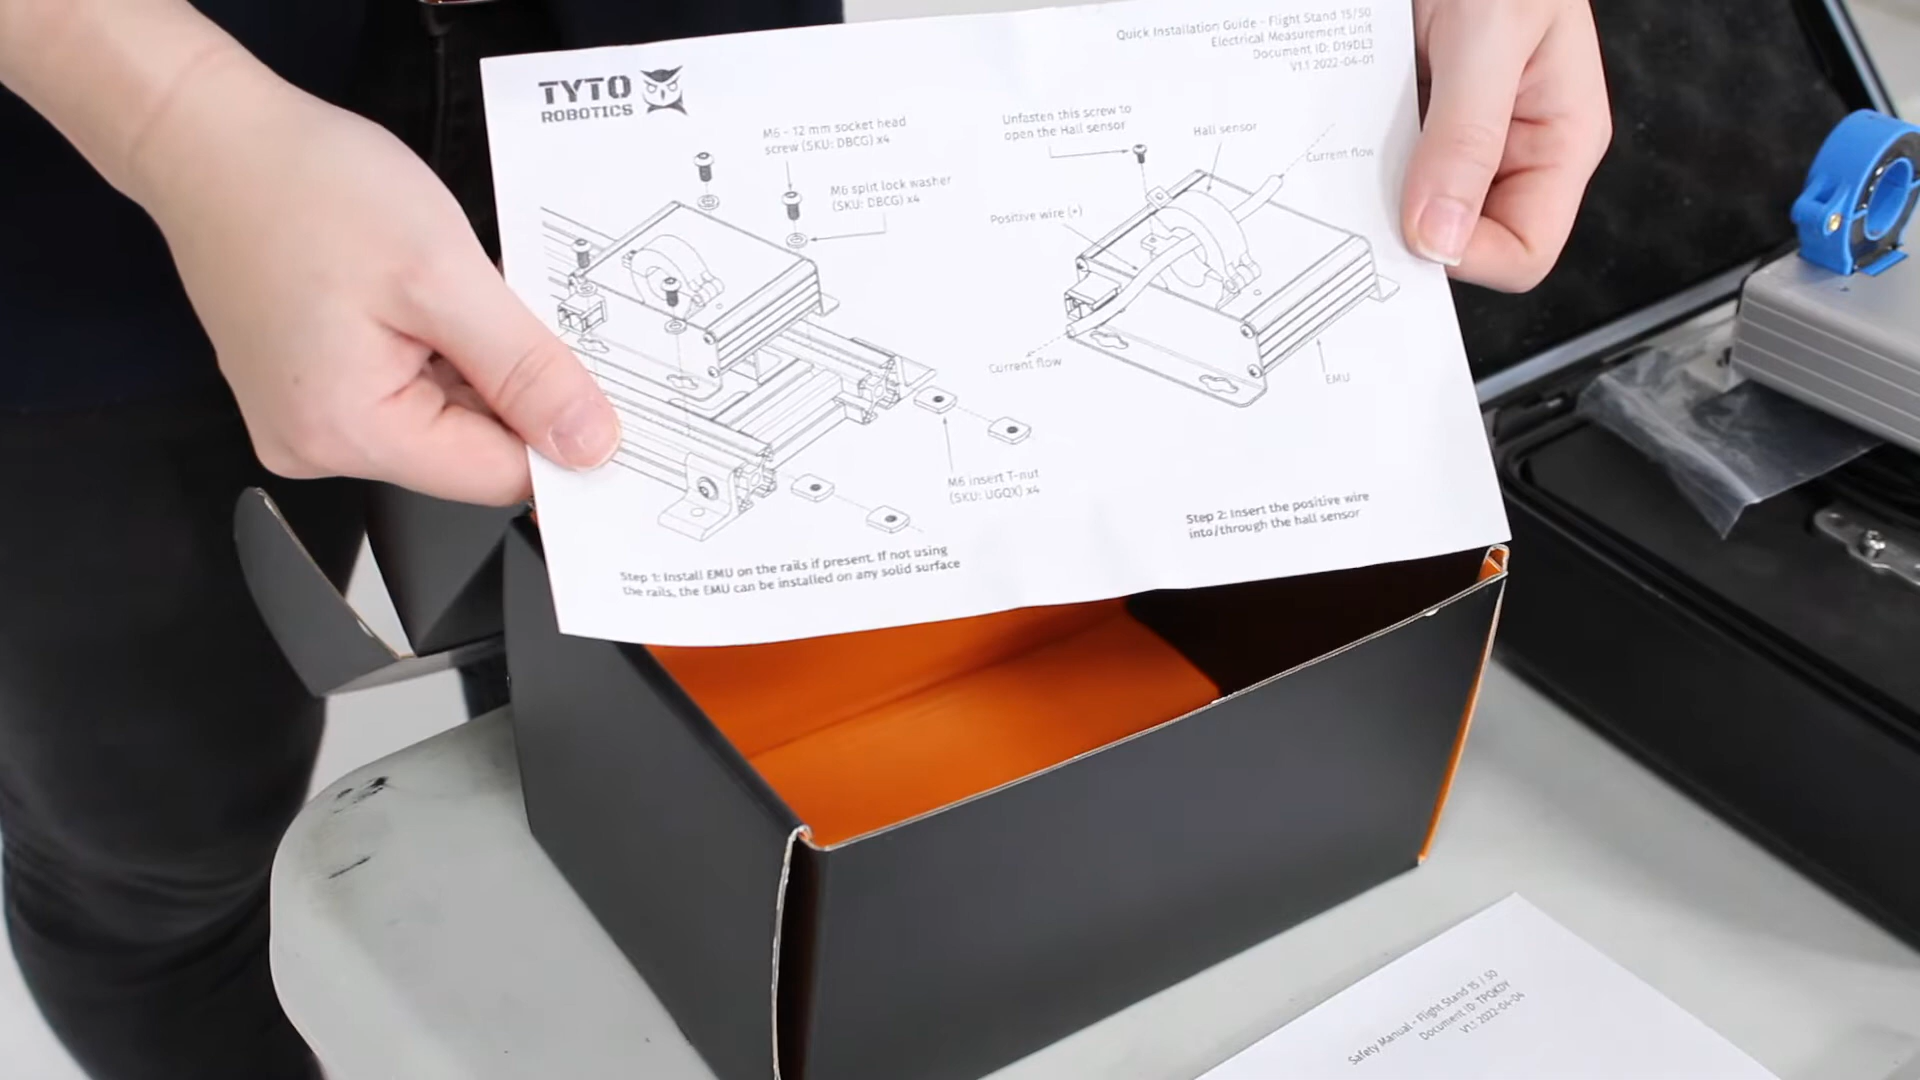 TYTO
ROBOTICS
Quick Installation Guide - Flight Stand 15/50
Electrical Measurement Unit
Document ID: D19DL3
V1.1 2022-04-01
M6 - 12 mm socket head
screw (SKU: DBCG) x4
M6 split lock washer
(SKU: DBCG) x4
M6 insert T-nut
(SKU: UGQX) x4
Step 1: Install EMU on the rails if present. If not using
the rails, the EMU can be installed on any solid surface
Unfasten this screw to
open the Hall sensor
Hall sensor
Current flow
Positive wire (+)
Current flow
EMU
Step 2: Insert the positive wire
into/through the hall sensor
Safety Manual - Flight Stand 15 / 50
Document ID: TPQKDY
V1.1 2022-04-04